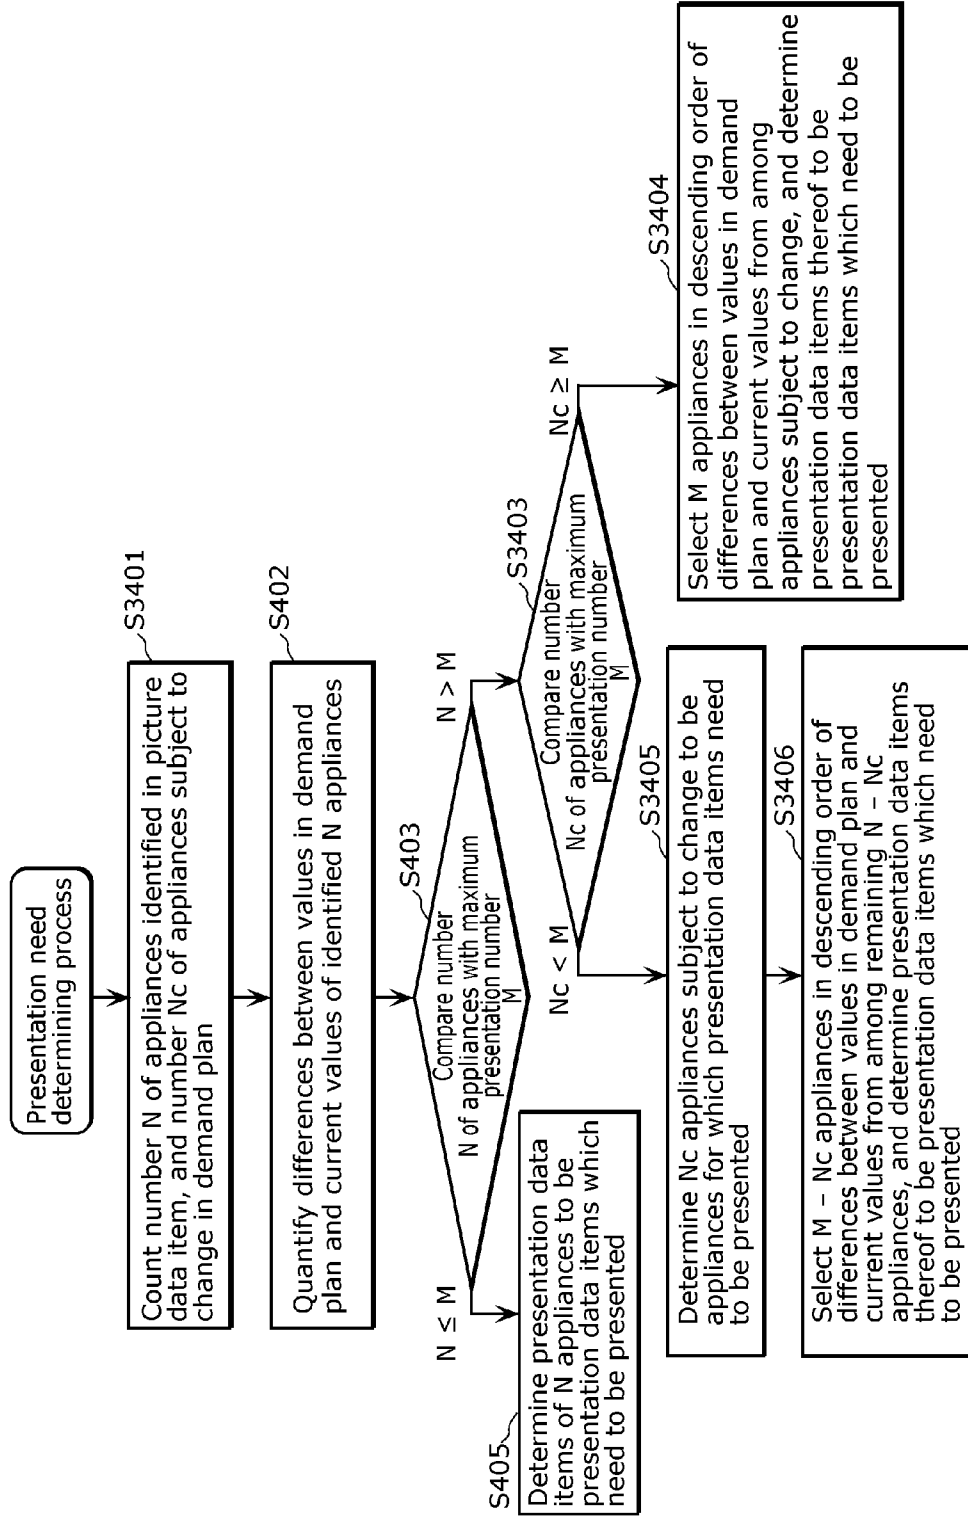 Presentation need
determining process
S3401
Count number N of appliances identified in picture
data item, and number Nc of appliances subject to
change in demand plan
S402
Quantify differences between values in demand
plan and current values of identified N appliances
S403
Compare number
N of appliances with maximum
presentation number
M
N ≤ M
N > M
S405
Determine presentation data
items of N appliances to be
presentation data items which
need to be presented
S3403
Compare number
Nc of appliances with maximum
presentation number
M
Nc < M
Nc ≥ M
S3405
Determine Nc appliances subject to change to be
appliances for which presentation data items need
to be presented
S3404
Select M appliances in descending order of
differences between values in demand
plan and current values from among
appliances subject to change, and determine
presentation data items thereof to be
presentation data items which need to be
presented
S3406
Select M – Nc appliances in descending order of
differences between values in demand plan and
current values from among remaining N – Nc
appliances, and determine presentation data items
thereof to be presentation data items which need
to be presented